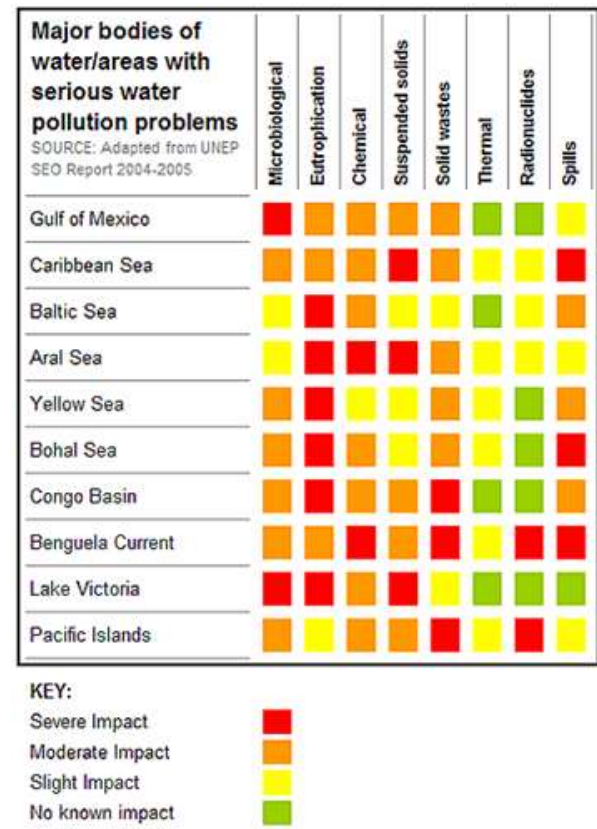 Major bodies of
water/areas with
serious water
pollution problems
SOURCE: Adapted from UNEP
SEO Report 2004-2005
Microbiological
Eutrophication
Chemical
Suspended solids
Solid wastes
Thermal
Radionuclides
Spills
Gulf of Mexico
Caribbean Sea
Baltic Sea
Aral Sea
Yellow Sea
Bohal Sea
Congo Basin
Benguela Current
Lake Victoria
Pacific Islands
KEY:
Severe Impact
Moderate Impact
Slight Impact
No known impact